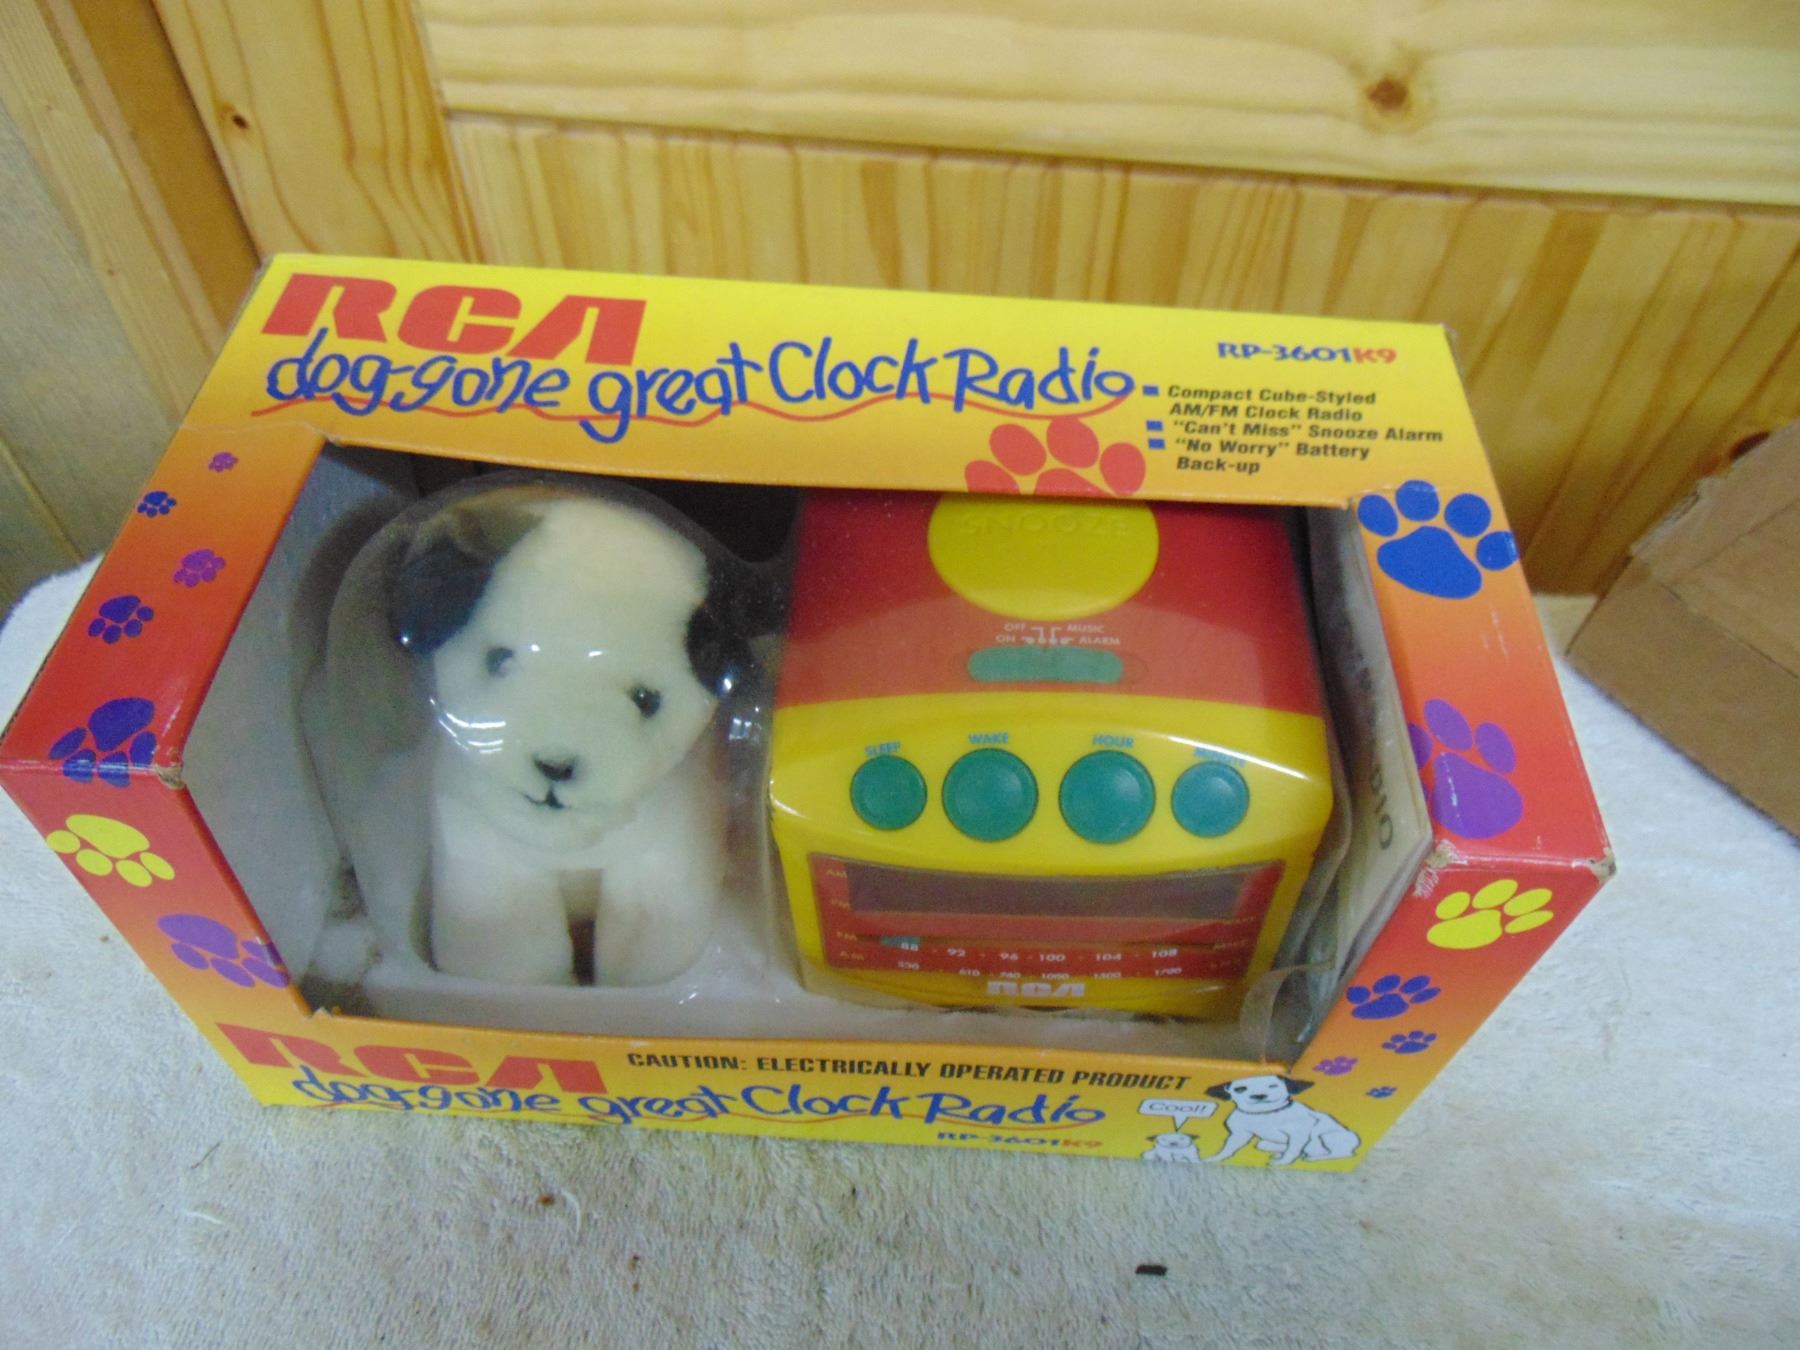 RCA
dog-gone great Clock Radio
RP-3601K9
Compact Cube-Styled
AM/FM Clock Radio
"Can't Miss" Snooze Alarm
"No Worry" Battery
Back-up
SNOOZE
OFF MUSIC
ON ALARM
SLEEP WAKE HOUR MINUTE
AM
FM
FM 88 92 96 100 104 108 MHZ
AM 530 610 740 1000 1300 1700
RCA
RCA
CAUTION: ELECTRICALLY OPERATED PRODUCT
dog-gone great Clock Radio
Cool!
RP-3601K9